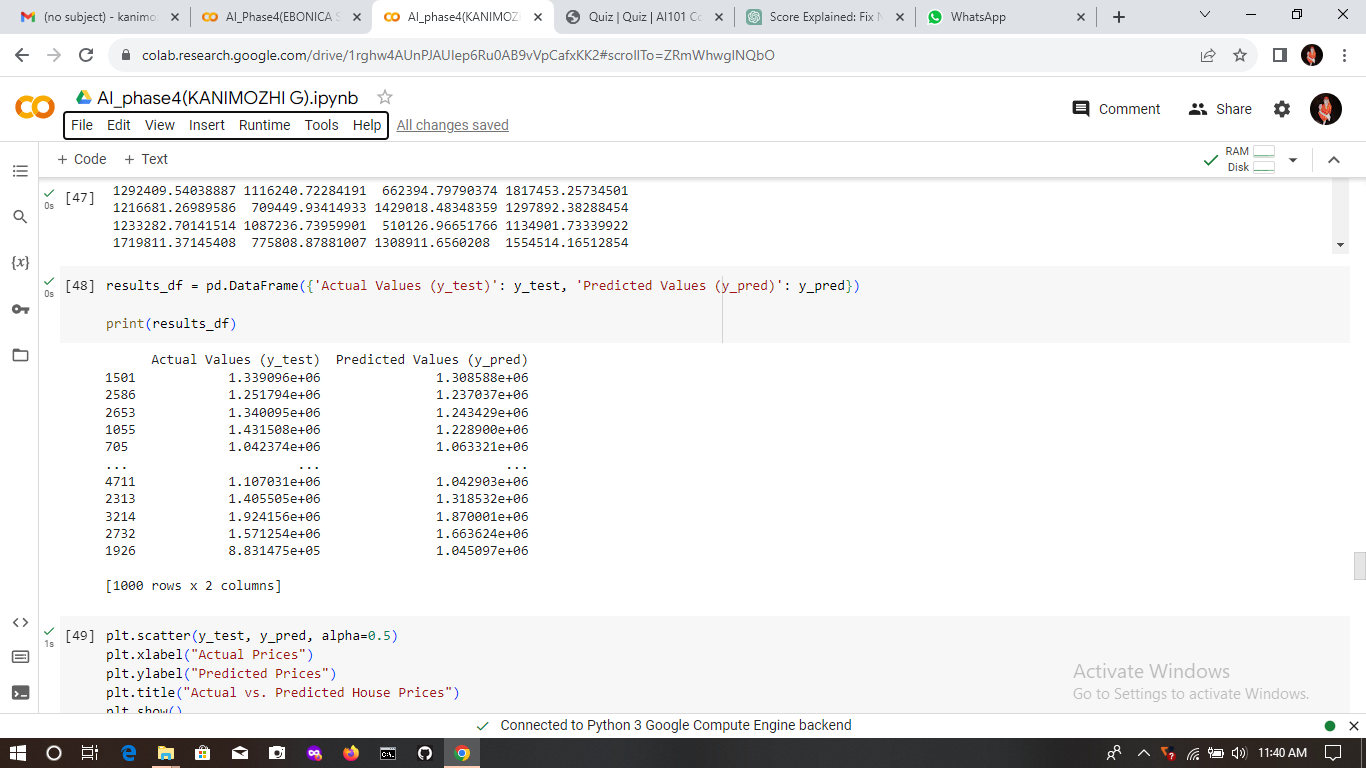 (no subject) - kanimo
AI_Phase4(EBONICA S
AI_phase4(KANIMOZ
Quiz | Quiz | AI101 Co
Score Explained: Fix N
WhatsApp
colab.research.google.com/drive/1rghw4AUnPJAUIep6Ru0AB9vVpCafxKK2#scrollTo=ZRmWhwglNQbO
AI_phase4(KANIMOZHI G).ipynb
Comment Share
File Edit View Insert Runtime Tools Help All changes saved
+ Code + Text
RAM
Disk
[47]
0s
1292409.54038887 1116240.72284191 662394.79790374 1817453.25734501
1216681.26989586 709449.93414933 1429018.48348359 1297892.38288454
1233282.70141514 1087236.73959901 510126.96651766 1134901.73339922
1719811.37145408 775808.87881007 1308911.6560208 1554514.16512854
[48] results_df = pd.DataFrame({'Actual Values (y_test)': y_test, 'Predicted Values (y_pred)': y_pred})
0s
print(results_df)
Actual Values (y_test) Predicted Values (y_pred)
1501 1.339096e+06 1.308588e+06
2586 1.251794e+06 1.237037e+06
2653 1.340095e+06 1.243429e+06
1055 1.431508e+06 1.228900e+06
705 1.042374e+06 1.063321e+06
... ... ...
4711 1.107031e+06 1.042903e+06
2313 1.405505e+06 1.318532e+06
3214 1.924156e+06 1.870001e+06
2732 1.571254e+06 1.663624e+06
1926 8.831475e+05 1.045097e+06
[1000 rows x 2 columns]
[49] plt.scatter(y_test, y_pred, alpha=0.5)
1s
plt.xlabel("Actual Prices")
plt.ylabel("Predicted Prices")
plt.title("Actual vs. Predicted House Prices")
plt.show()
Activate Windows
Go to Settings to activate Windows.
Connected to Python 3 Google Compute Engine backend
11:40 AM